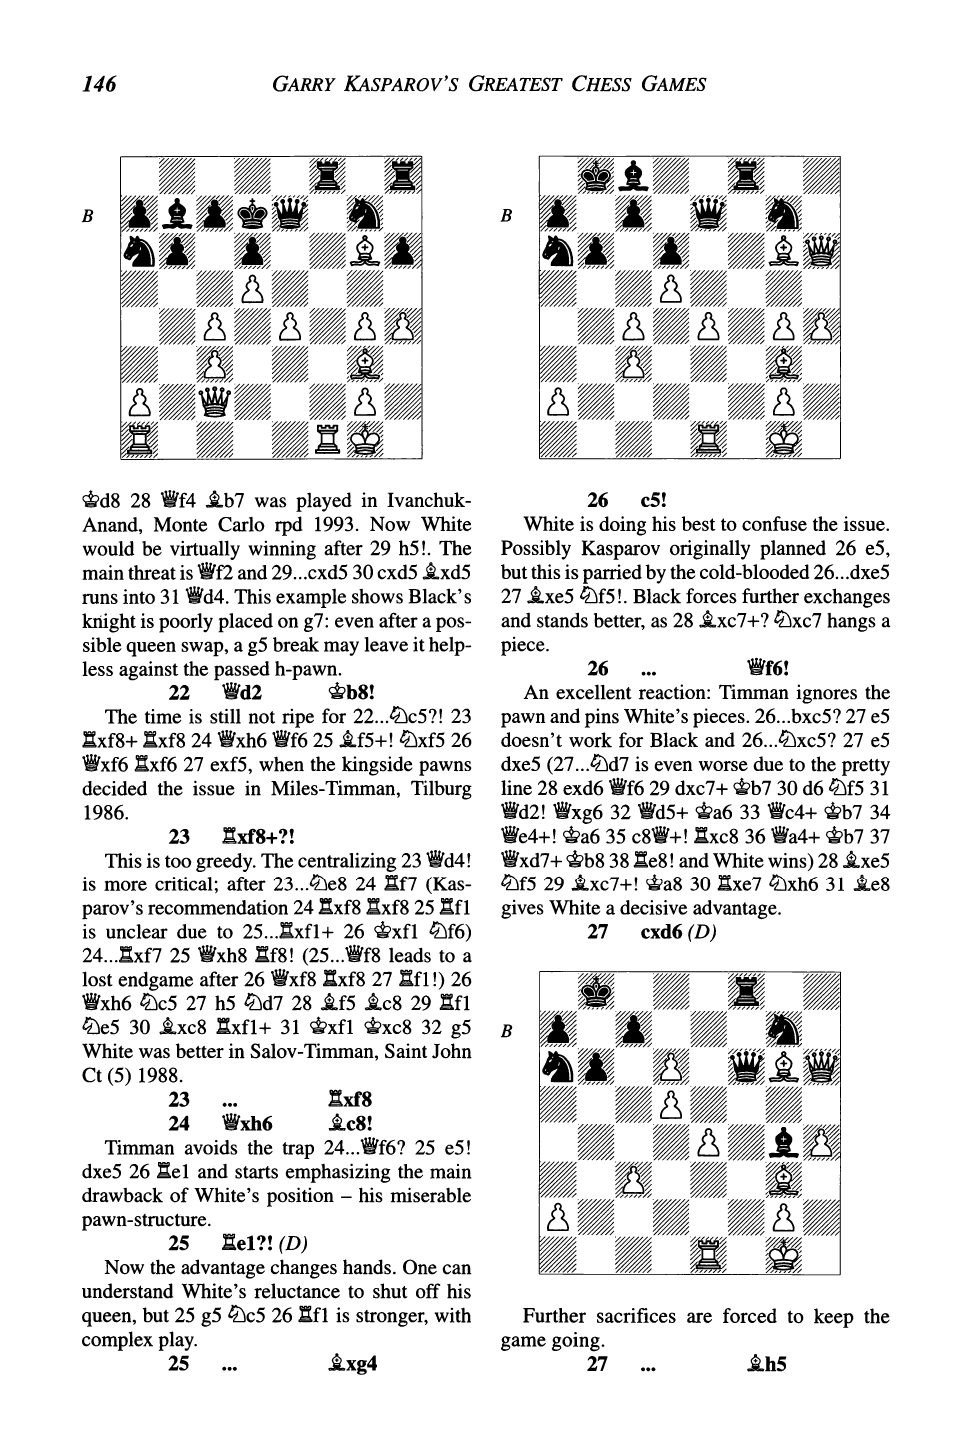 146 GARRY KASPAROV'S GREATEST CHESS GAMES
B
♔d8 28 ♕f4 ♗b7 was played in Ivanchuk-
Anand, Monte Carlo rpd 1993. Now White
would be virtually winning after 29 h5!. The
main threat is ♕f2 and 29...cxd5 30 cxd5 ♗xd5
runs into 31 ♕d4. This example shows Black's
knight is poorly placed on g7: even after a pos-
sible queen swap, a g5 break may leave it help-
less against the passed h-pawn.
22 ♕d2 ♔b8!
The time is still not ripe for 22...♘c5?! 23
♖xf8+ ♖xf8 24 ♕xh6 ♕f6 25 ♗f5+! ♘xf5 26
♕xf6 ♖xf6 27 exf5, when the kingside pawns
decided the issue in Miles-Timman, Tilburg
1986.
23 ♖xf8+?!
This is too greedy. The centralizing 23 ♕d4!
is more critical; after 23...♘e8 24 ♖f7 (Kas-
parov's recommendation 24 ♖xf8 ♖xf8 25 ♖f1
is unclear due to 25...♖xf1+ 26 ♔xf1 ♘f6)
24...♖xf7 25 ♕xh8 ♖f8! (25...♕f8 leads to a
lost endgame after 26 ♕xf8 ♖xf8 27 ♖f1!) 26
♕xh6 ♘c5 27 h5 ♘d7 28 ♗f5 ♗c8 29 ♖f1
♘e5 30 ♗xc8 ♖xf1+ 31 ♔xf1 ♔xc8 32 g5
White was better in Salov-Timman, Saint John
Ct (5) 1988.
23 ... ♖xf8
24 ♕xh6 ♗c8!
Timman avoids the trap 24...♕f6? 25 e5!
dxe5 26 ♖e1 and starts emphasizing the main
drawback of White's position – his miserable
pawn-structure.
25 ♖e1?! (D)
Now the advantage changes hands. One can
understand White's reluctance to shut off his
queen, but 25 g5 ♘c5 26 ♖f1 is stronger, with
complex play.
25 ... ♗xg4
B
26 c5!
White is doing his best to confuse the issue.
Possibly Kasparov originally planned 26 e5,
but this is parried by the cold-blooded 26...dxe5
27 ♗xe5 ♘f5!. Black forces further exchanges
and stands better, as 28 ♗xc7+? ♘xc7 hangs a
piece.
26 ... ♕f6!
An excellent reaction: Timman ignores the
pawn and pins White's pieces. 26...bxc5? 27 e5
doesn't work for Black and 26...♘xc5? 27 e5
dxe5 (27...♘d7 is even worse due to the pretty
line 28 exd6 ♕f6 29 dxc7+ ♔b7 30 d6 ♘f5 31
♕d2! ♕xg6 32 ♕d5+ ♔a6 33 ♕c4+ ♔b7 34
♕e4+! ♔a6 35 c8♕+! ♖xc8 36 ♕a4+ ♔b7 37
♕xd7+ ♔b8 38 ♖e8! and White wins) 28 ♗xe5
♘f5 29 ♗xc7+! ♔a8 30 ♖xe7 ♘xh6 31 ♗e8
gives White a decisive advantage.
27 cxd6 (D)
B
Further sacrifices are forced to keep the
game going.
27 ... ♗h5